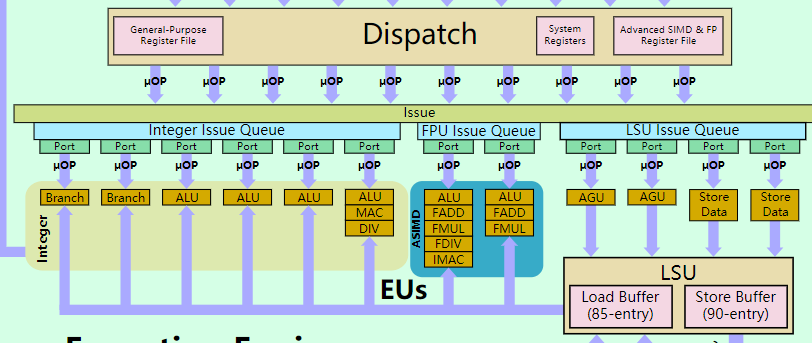 General-Purpose
Register File
Dispatch
System
Registers
Advanced SIMD & FP
Register File
μOP μOP μOP μOP μOP μOP μOP μOP μOP μOP
Issue
Integer Issue Queue
FPU Issue Queue
LSU Issue Queue
Port Port Port Port Port Port Port Port Port Port Port Port
μOP μOP μOP μOP μOP μOP μOP μOP μOP μOP μOP μOP
Integer
Branch
Branch
ALU
ALU
ALU
ALU
MAC
DIV
ASIMD
ALU
FADD
FMUL
FDIV
IMAC
ALU
FADD
FMUL
AGU
AGU
Store
Data
Store
Data
EUs
LSU
Load Buffer
(85-entry)
Store Buffer
(90-entry)